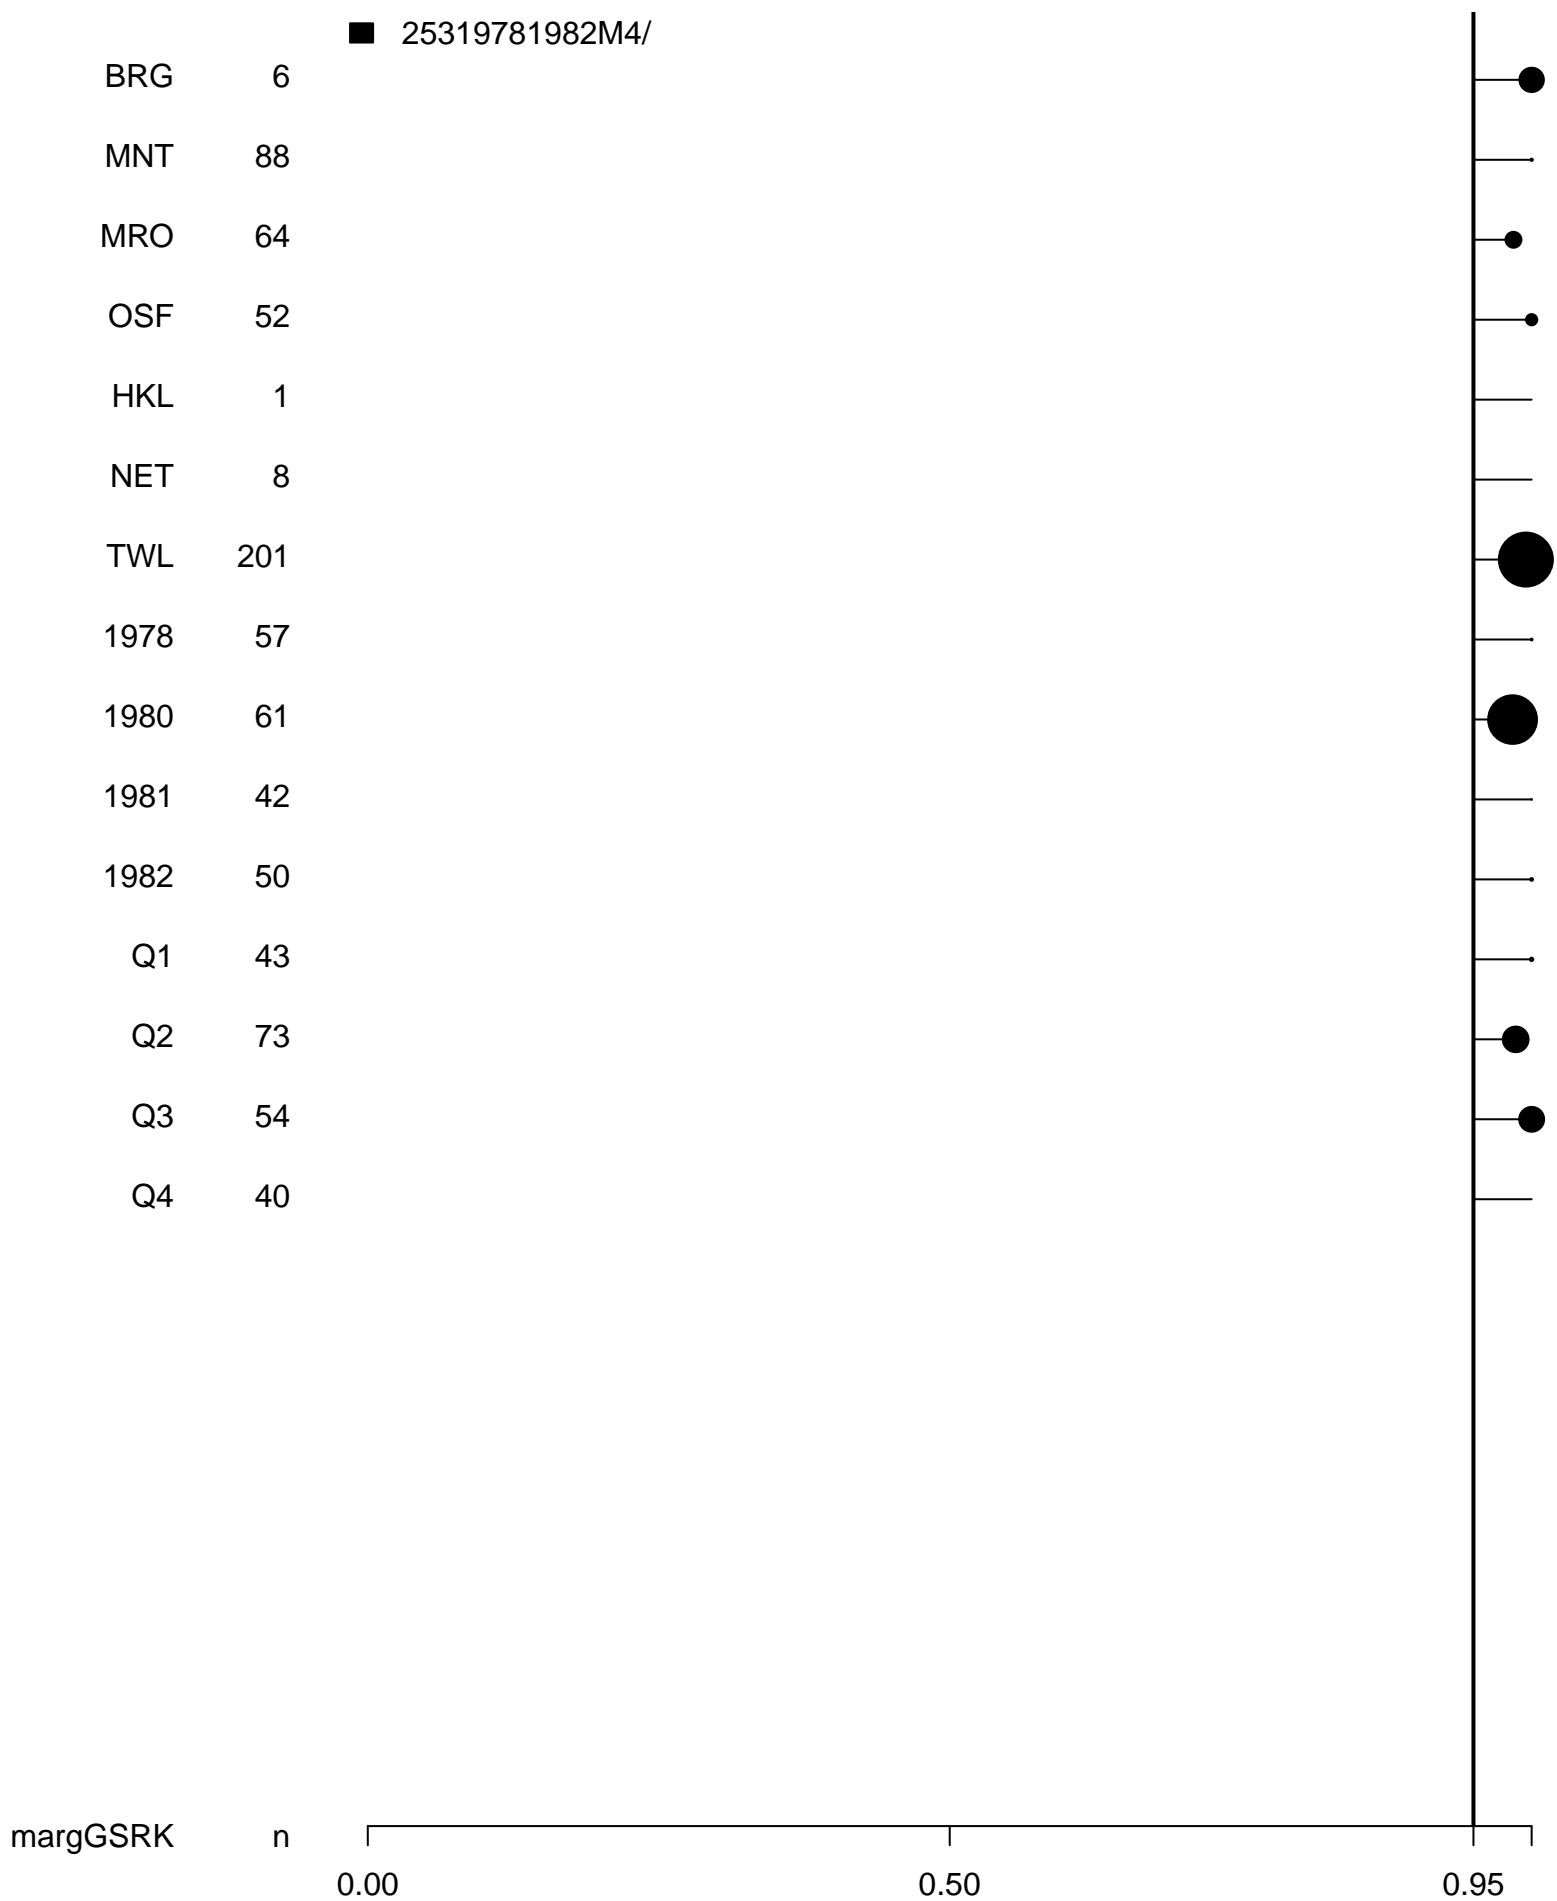 25319781982M4/
BRG 6
MNT 88
MRO 64
OSF 52
HKL 1
NET 8
TWL 201
1978 57
1980 61
1981 42
1982 50
Q1 43
Q2 73
Q3 54
Q4 40
margGSRK n
0.00 0.50 0.95